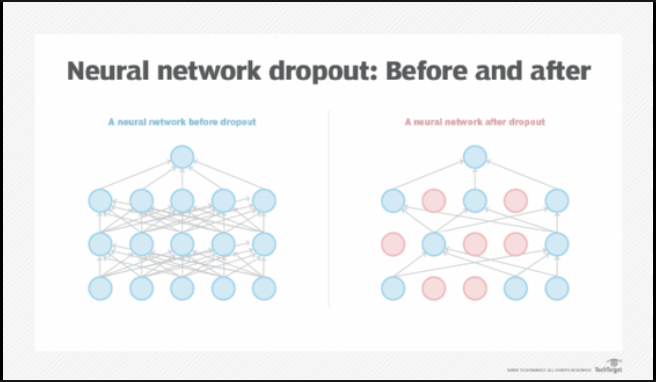 Neural network dropout: Before and after
A neural network before dropout
A neural network after dropout
TechTarget